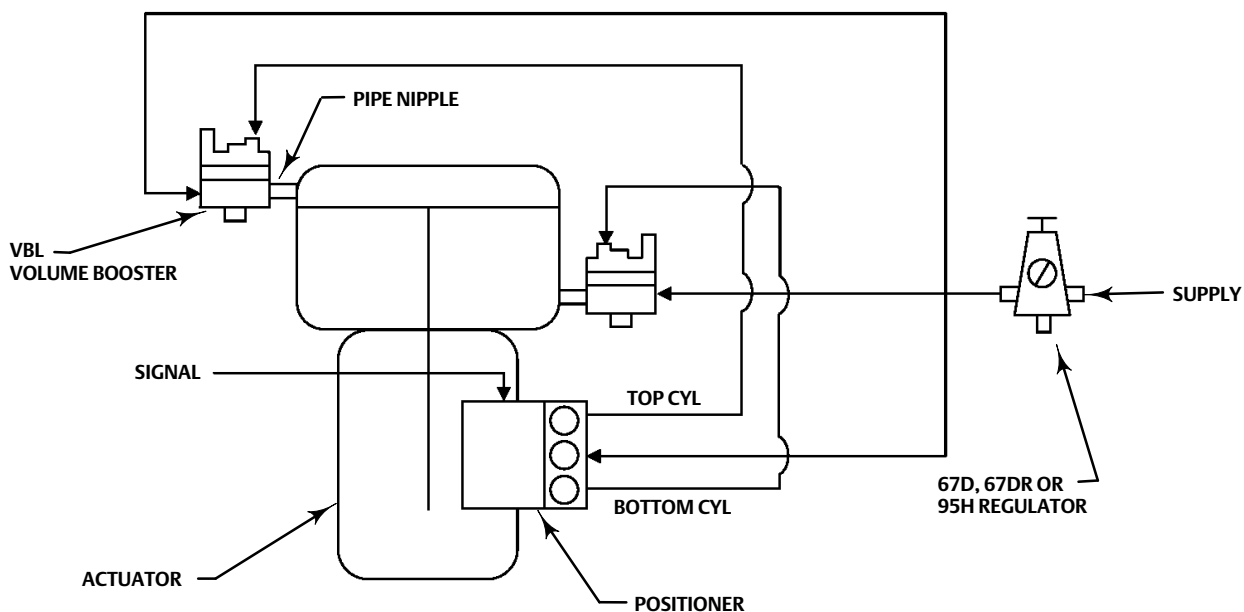 PIPE NIPPLE
VBL
VOLUME BOOSTER
SUPPLY
SIGNAL
TOP CYL
67D, 67DR OR
95H REGULATOR
BOTTOM CYL
ACTUATOR
POSITIONER